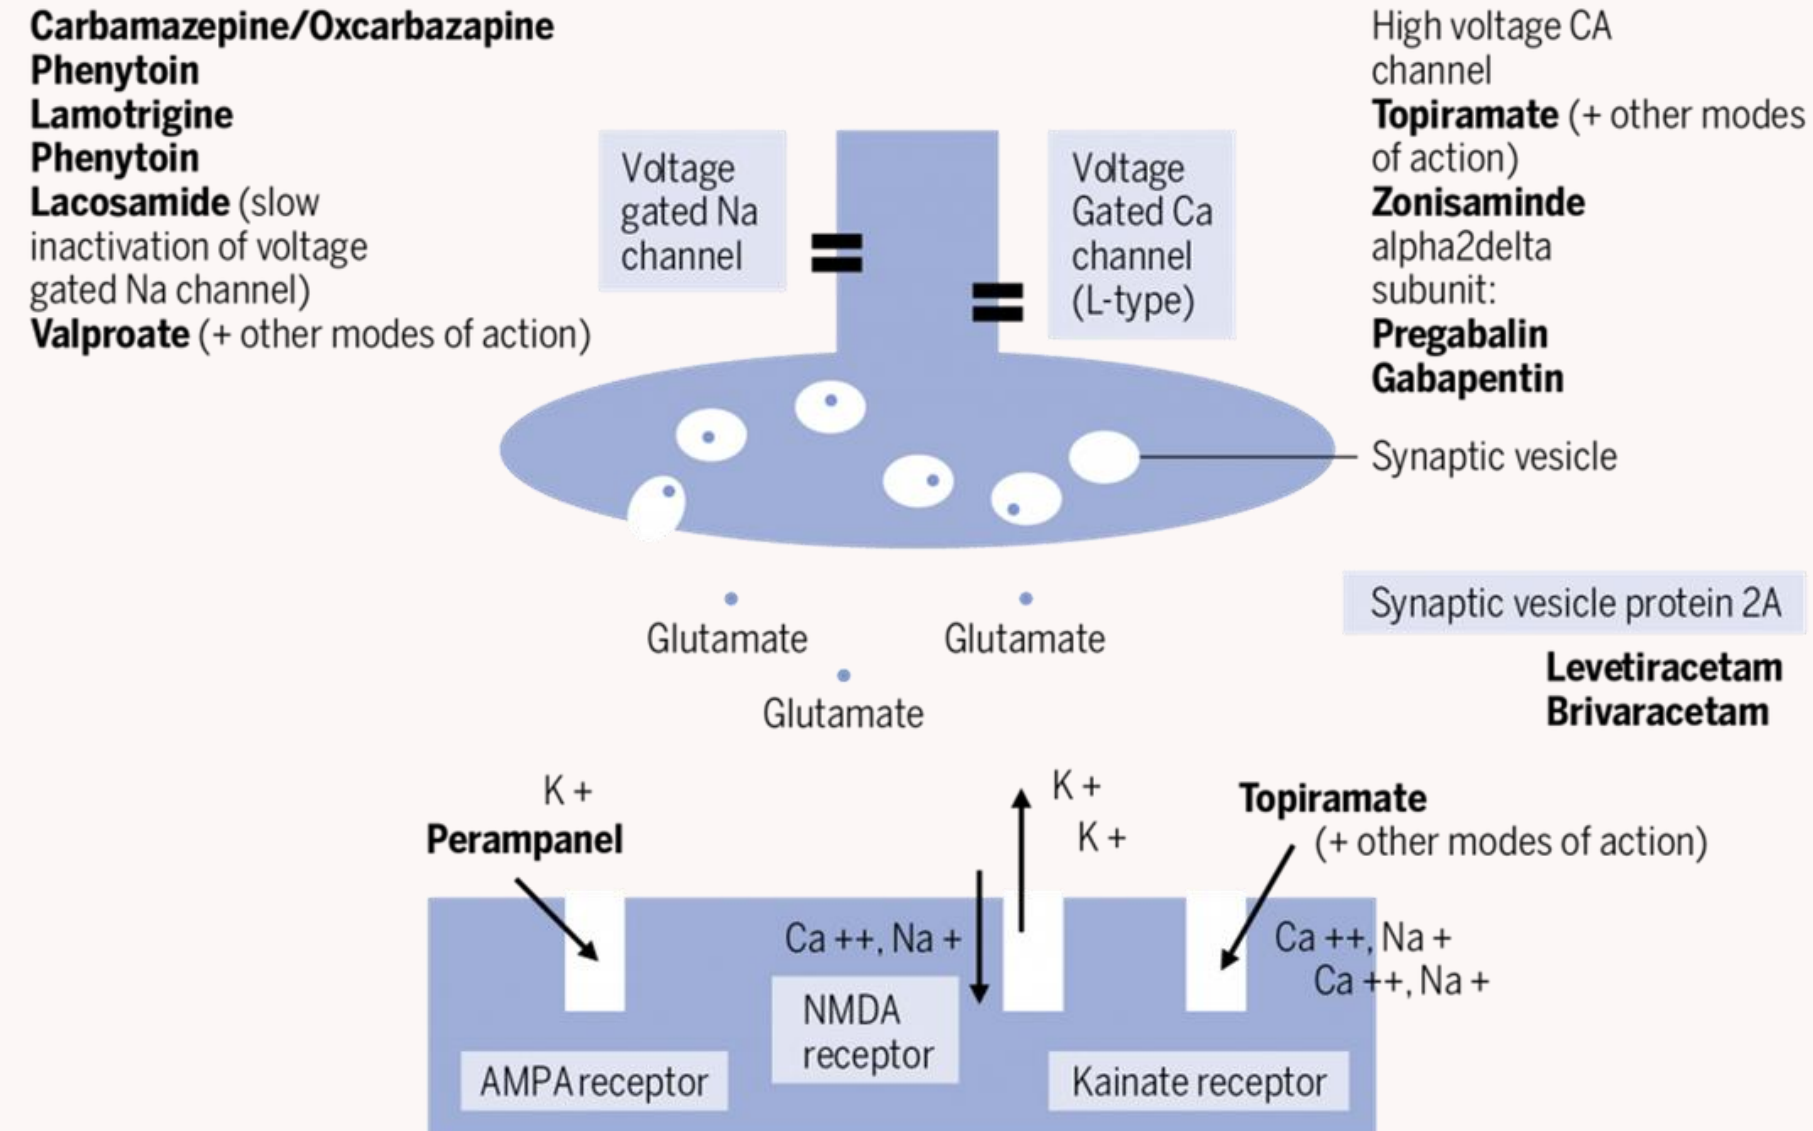 Carbamazepine/Oxcarbazapine
Phenytoin
Lamotrigine
Phenytoin
Lacosamide (slow
inactivation of voltage
gated Na channel)
Valproate (+ other modes of action)
Voltage
gated Na
channel
Voltage
Gated Ca
channel
(L-type)
High voltage CA
channel
Topiramate (+ other modes
of action)
Zonisaminde
alpha2delta
subunit:
Pregabalin
Gabapentin
Synaptic vesicle
Synaptic vesicle protein 2A
Levetiracetam
Brivaracetam
Glutamate
Glutamate
Glutamate
K +
Perampanel
K +
K +
Topiramate
(+ other modes of action)
Ca ++, Na +
Ca ++, Na +
Ca ++, Na +
NMDA
receptor
AMPA receptor
Kainate receptor